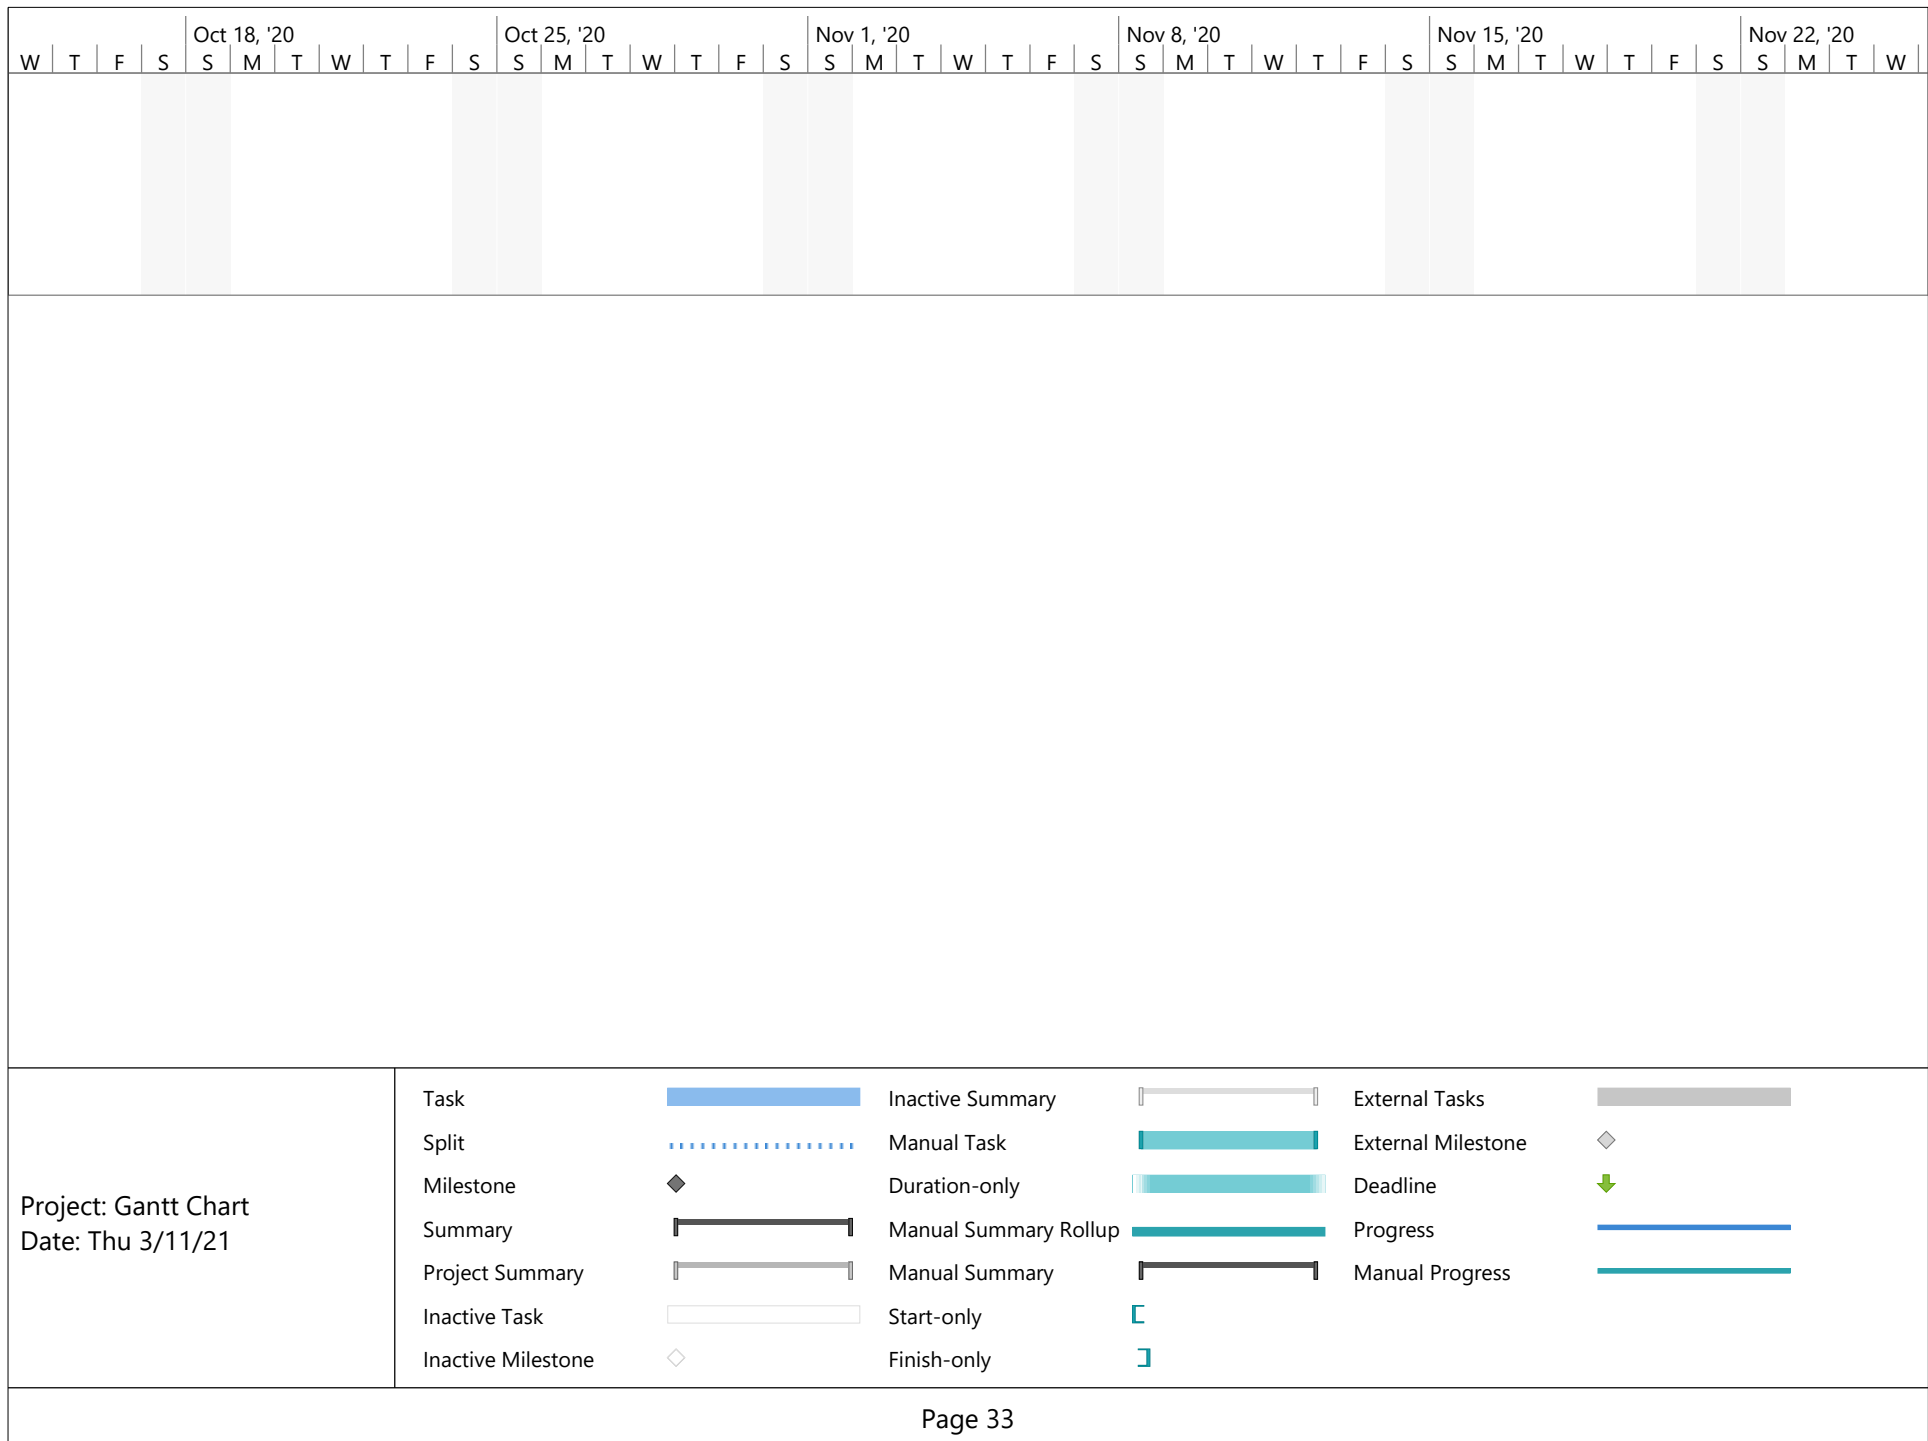 Oct 18, '20 Oct 25, '20 Nov 1, '20 Nov 8, '20 Nov 15, '20 Nov 22, '20
W T F S S M T W T F S S M T W T F S S M T W T F S S M T W T F S S M T W T F S S M T W
Task Inactive Summary External Tasks
Split Manual Task External Milestone
Milestone Duration-only Deadline
Summary Manual Summary Rollup Progress
Project Summary Manual Summary Manual Progress
Inactive Task Start-only
Inactive Milestone Finish-only
Project: Gantt Chart
Date: Thu 3/11/21
Page 33